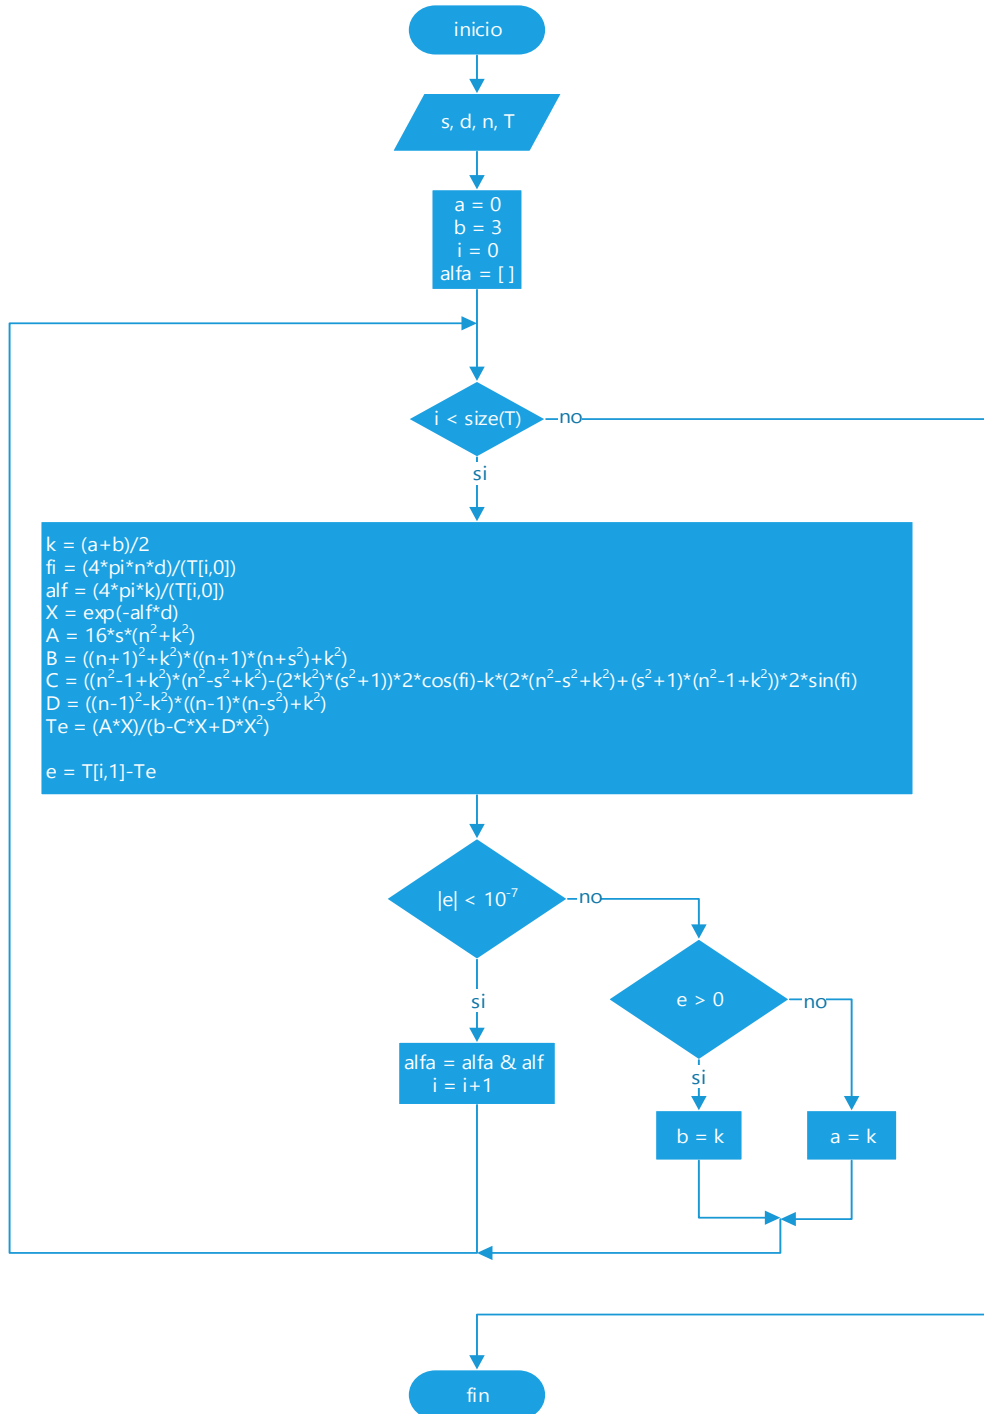 inicio
s, d, n, T
a = 0
b = 3
i = 0
alfa = [ ]
i < size(T)
no
si
k = (a+b)/2
fi = (4*pi*n*d)/(T[i,0])
alf = (4*pi*k)/(T[i,0])
X = exp(-alf*d)
A = 16*s*(n²+k²)
B = ((n+1)²+k²)*((n+1)*(n+s²)+k²)
C = ((n²-1+k²)*(n²-s²+k²)-(2*k²)*(s²+1))*2*cos(fi)-k*(2*(n²-s²+k²)+(s²+1)*(n²-1+k²))*2*sin(fi)
D = ((n-1)²-k²)*((n-1)*(n-s²)+k²)
Te = (A*X)/(b-C*X+D*X²)
e = T[i,1]-Te
|e| < 10⁻⁷
no
si
e > 0
no
si
alfa = alfa & alf
i = i+1
b = k
a = k
fin